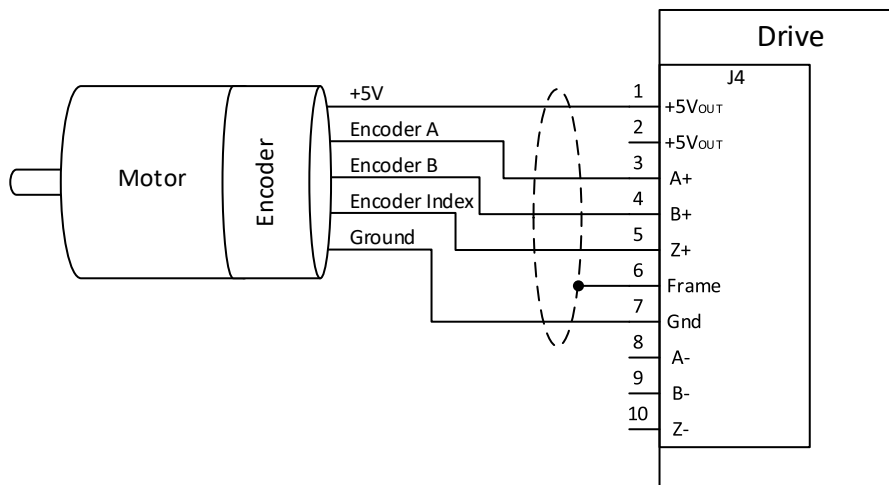 Drive
J4
+5V
1
+5VOUT
2
+5VOUT
Encoder A
3
A+
Encoder B
4
B+
Encoder Index
5
Z+
Ground
6
Frame
7
Gnd
8
A-
9
B-
10
Z-
Motor
Encoder